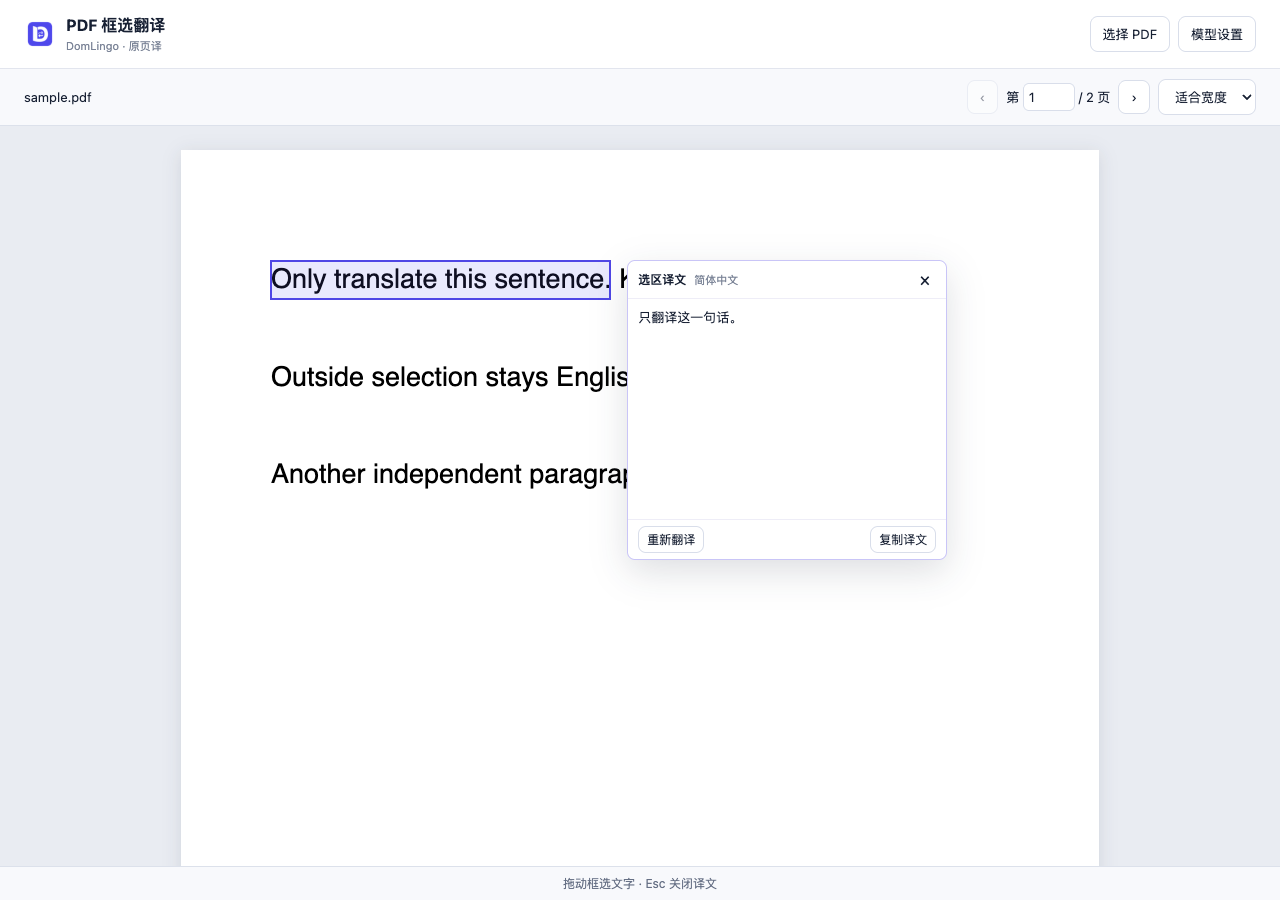 PDF 框选翻译
DomLingo · 原页译
选择 PDF
模型设置
sample.pdf
‹
第 1 / 2 页
›
适合宽度
Only translate this sentence.
选区译文 简体中文 ×
只翻译这一句话。
Outside selection stays
Another independent
重新翻译
复制译文
拖动框选文字 · Esc 关闭译文